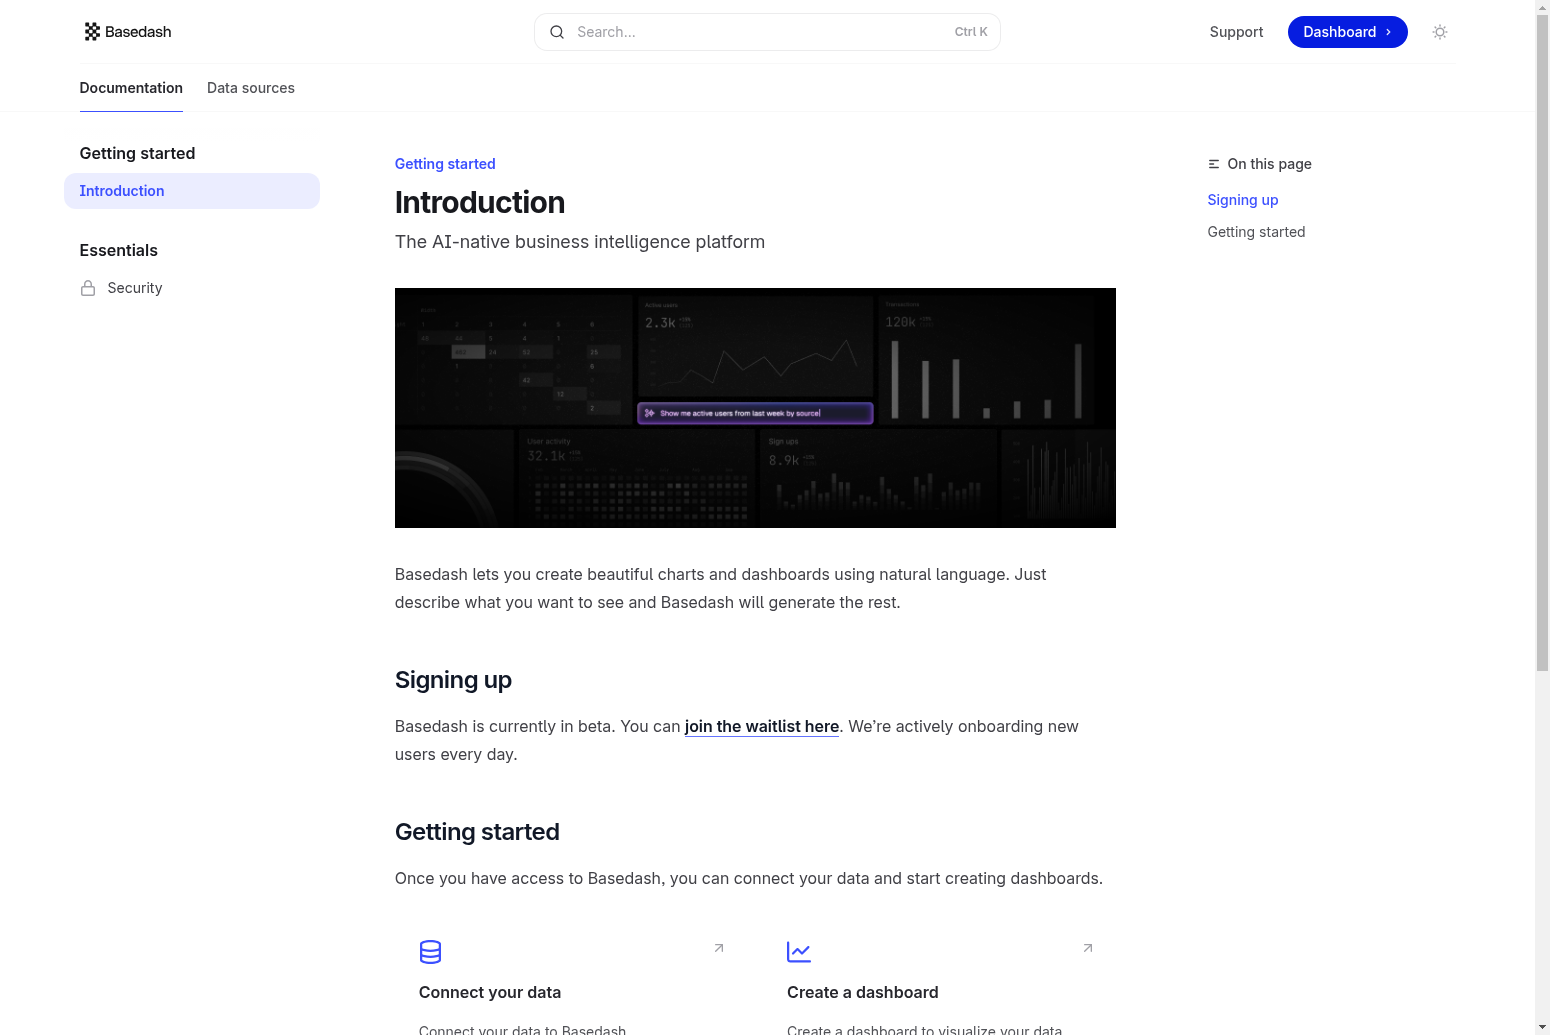 Basedash
Search...
Ctrl K
Support
Dashboard
Documentation
Data sources
Getting started
Introduction
Essentials
Security
Getting started
Introduction
The AI-native business intelligence platform
Active users
2.3k
Transactions
120k
Show me active users from last week by source
User activity
32.1k
Sign ups
8.9k
Basedash lets you create beautiful charts and dashboards using natural language. Just
describe what you want to see and Basedash will generate the rest.
Signing up
Basedash is currently in beta. You can join the waitlist here. We’re actively onboarding new
users every day.
Getting started
Once you have access to Basedash, you can connect your data and start creating dashboards.
Connect your data
Connect your data to Basedash
Create a dashboard
Create a dashboard to visualize your data
On this page
Signing up
Getting started